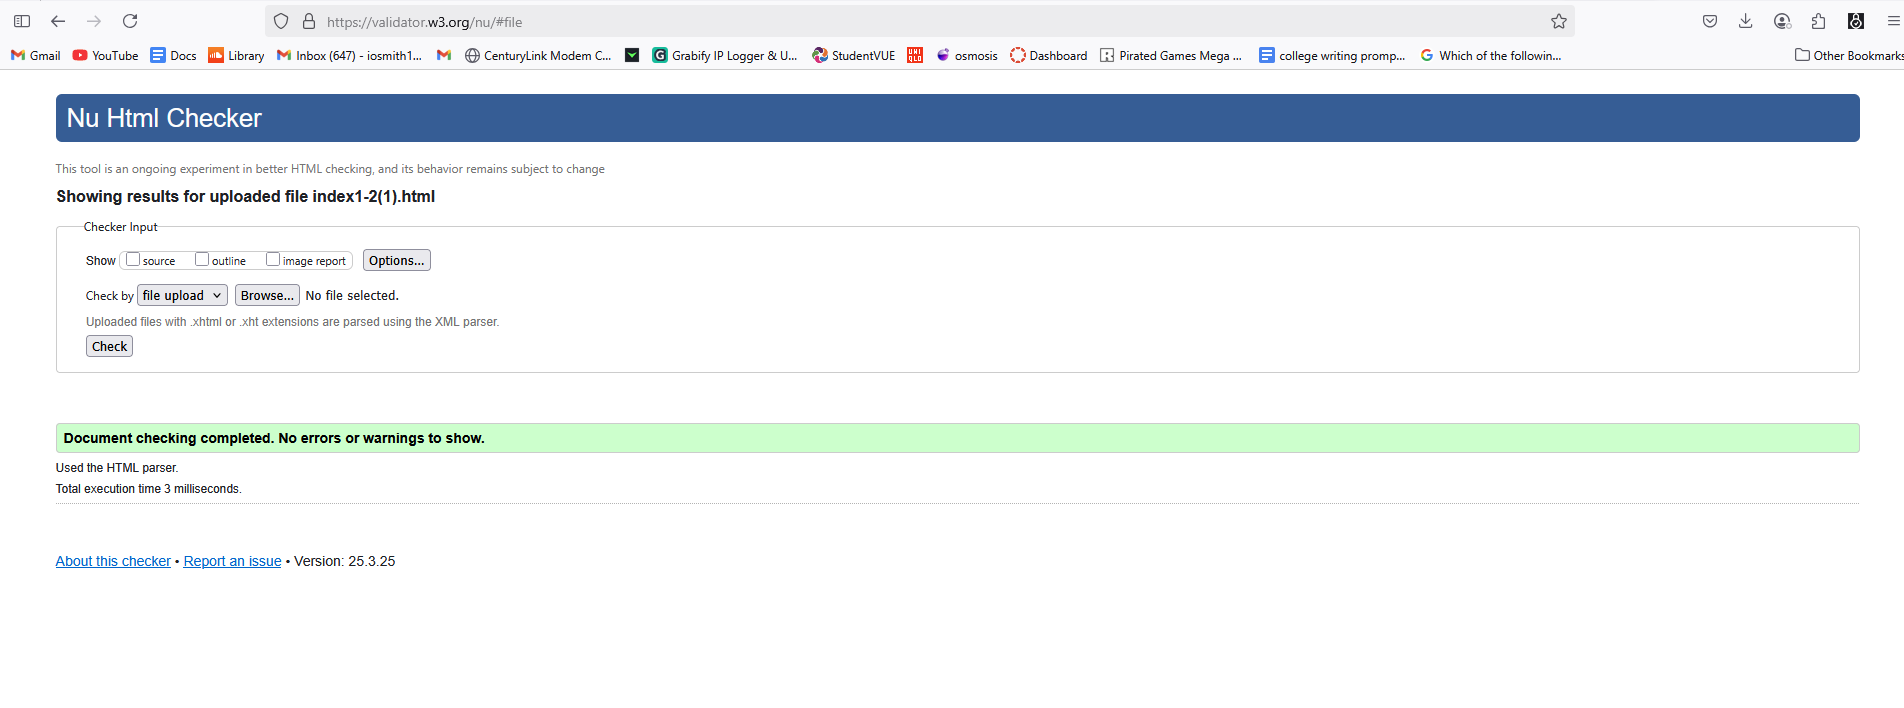 https://validator.w3.org/nu/#file
Gmail YouTube Docs Library Inbox (647) - iosmith1... CenturyLink Modem C... Grabify IP Logger & U... StudentVUE UNI QLO osmosis Dashboard Pirated Games Mega ... college writing promp... Which of the followin... Other Bookmarks
Nu Html Checker
This tool is an ongoing experiment in better HTML checking, and its behavior remains subject to change
Showing results for uploaded file index1-2(1).html
Checker Input
Show source outline image report Options...
Check by file upload Browse... No file selected.
Uploaded files with .xhtml or .xht extensions are parsed using the XML parser.
Check
Document checking completed. No errors or warnings to show.
Used the HTML parser.
Total execution time 3 milliseconds.
About this checker • Report an issue • Version: 25.3.25